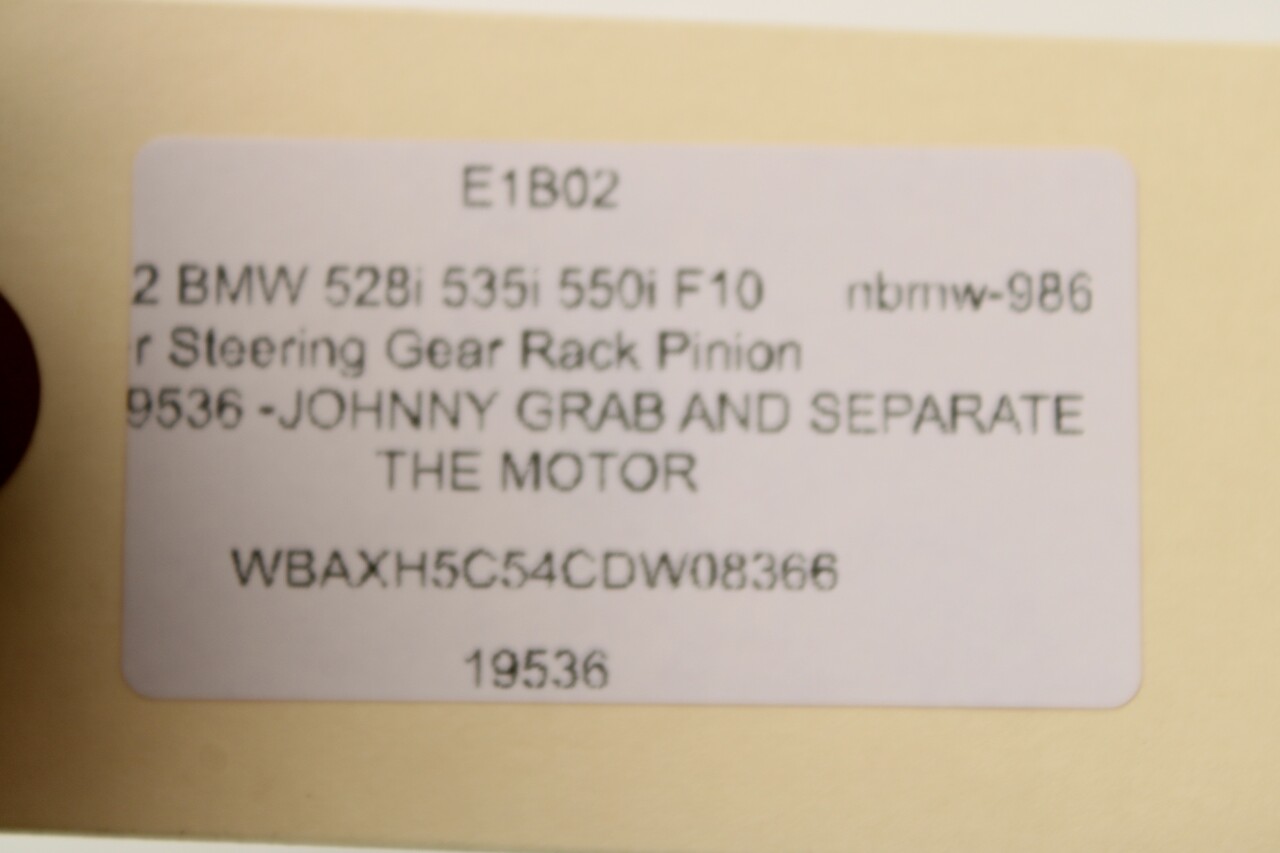 E1B02
2 BMW 528i 535i 550i F10 nbmw-986
r Steering Gear Rack Pinion
9536 -JOHNNY GRAB AND SEPARATE
THE MOTOR
WBAXH5C54CDW08366
19536